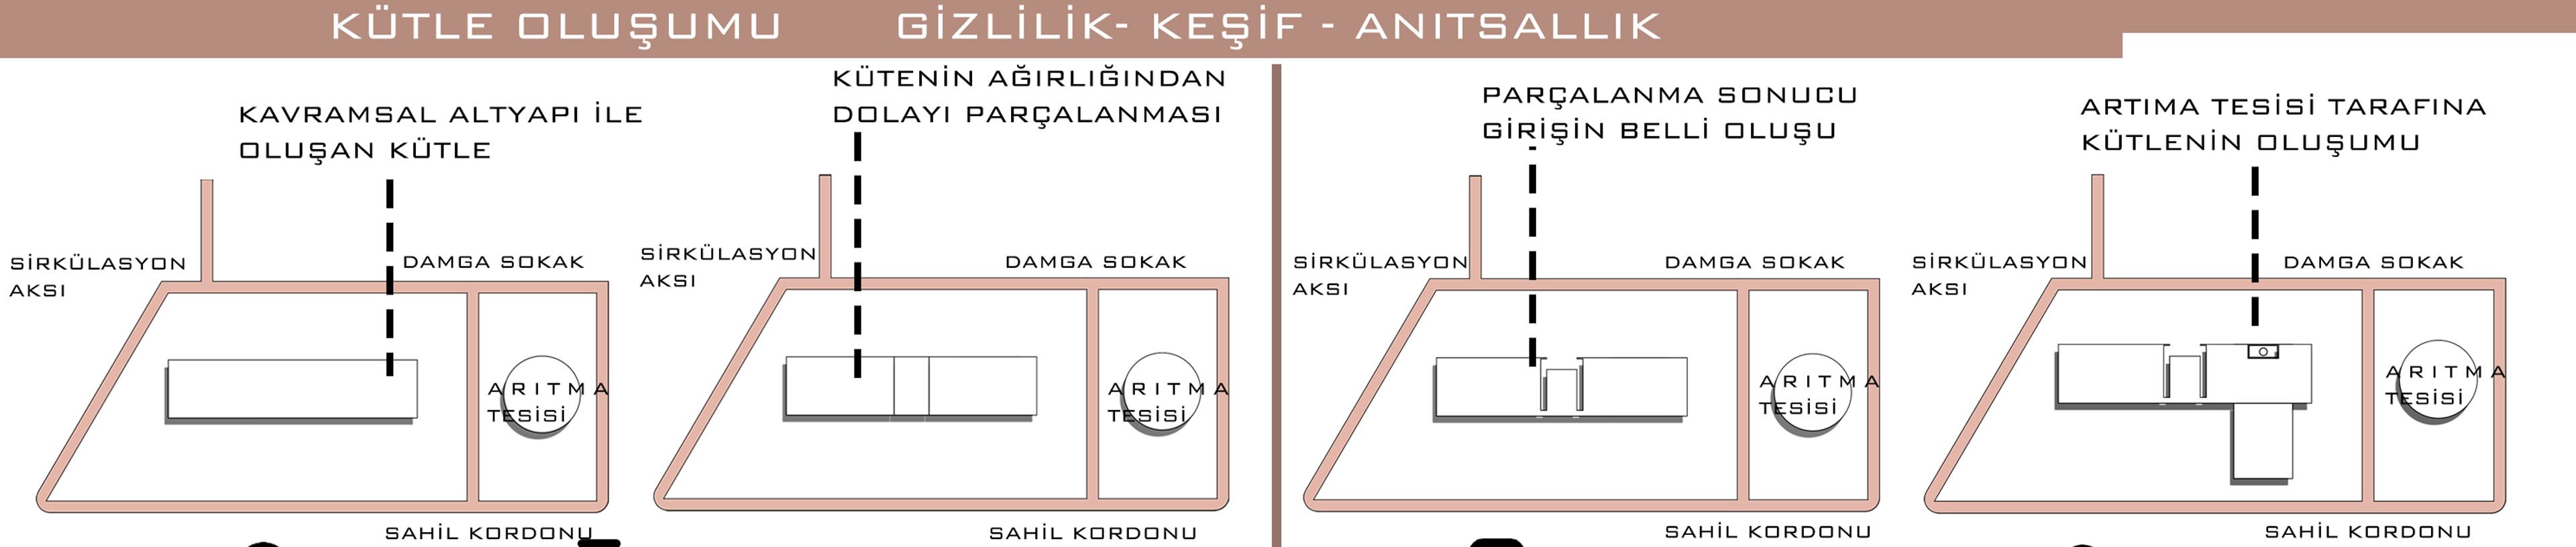 KÜTLE OLUŞUMU GİZLİLİK- KEŞİF - ANITSALLIK
KAVRAMSAL ALTYAPI İLE
OLUŞAN KÜTLE
SİRKÜLASYON
AKSI
DAMGA SOKAK
ARITMA
TESİSİ
SAHİL KORDONU
KÜTENİN AĞIRLIĞINDAN
DOLAYI PARÇALANMASI
SİRKÜLASYON
AKSI
DAMGA SOKAK
ARITMA
TESİSİ
SAHİL KORDONU
PARÇALANMA SONUCU
GİRİŞİN BELLİ OLUŞU
SİRKÜLASYON
AKSI
DAMGA SOKAK
ARITMA
TESİSİ
SAHİL KORDONU
ARTIMA TESİSİ TARAFINA
KÜTLENİN OLUŞUMU
SİRKÜLASYON
AKSI
DAMGA SOKAK
ARITMA
TESİSİ
SAHİL KORDONU